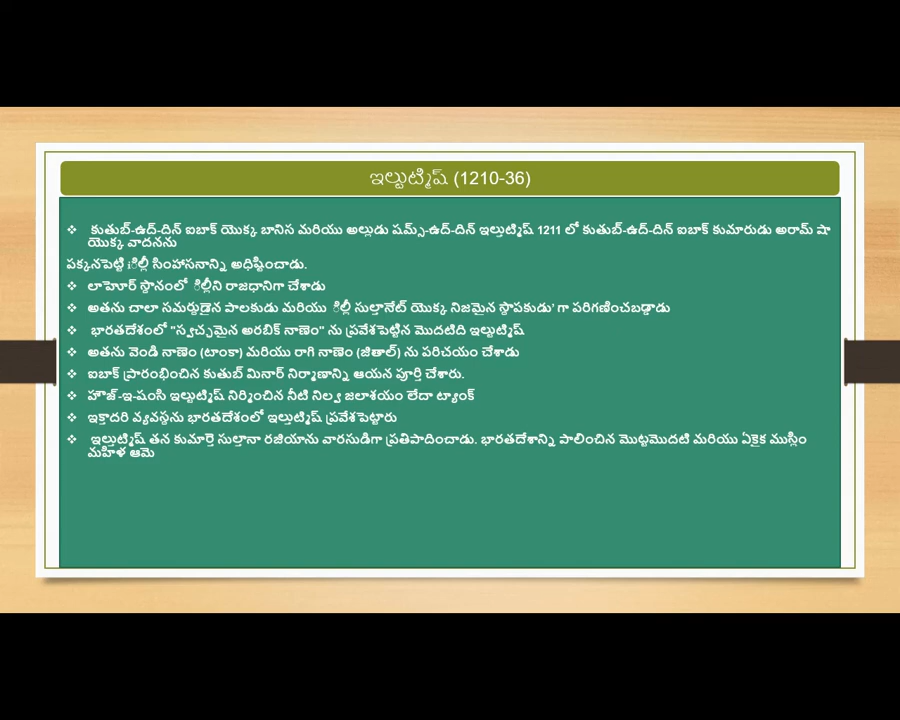 ఇల్టుట్మిష్ (1210-36)
❖ కుతుబ్-ఉద్-దిన్ ఐబాక్ యొక్క బానిస మరియు అల్లుడు షమ్స్-ఉద్-దిన్ ఇల్తుట్మిష్ 1211 లో కుతుబ్-ఉద్-దిన్ ఐబాక్ కుమారుడు అరామ్ షా
యొక్క వాదనను
పక్కనపెట్టి iిల్లీ సింహాసనాన్ని అధిష్టించాడు.
❖ లాహెూర్ స్థానంలో ిల్లీని రాజధానిగా చేశాడు
❖ అతను చాలా సమర్థుడైన పాలకుడు మరియు ిల్లీ సుల్తానేట్ యొక్క నిజమైన స్థాపకుడు' గా పరిగణించబడ్డాడు
❖ భారతదేశంలో "స్వచ్ఛమైన అరబిక్ నాణెం" ను ప్రవేశపెట్టిన మొదటిది ఇల్టుట్మిష్
❖ అతను వెండి నాణెం (టాంకా) మరియు రాగి నాణెం (జీతాల్) ను పరిచయం చేశాడు
❖ ఐబాక్ ప్రారంభించిన కుతుబ్ మినార్ నిర్మాణాన్ని ఆయన పూర్తి చేశారు.
❖ హౌజ్-ఇ-షంసి ఇల్టుట్మిష్ నిర్మించిన నీటి నిల్వ జలాశయం లేదా ట్యాంక్
❖ ఇక్తాదరి వ్యవస్థను భారతదేశంలో ఇల్తుట్మిష్ ప్రవేశపెట్టారు
❖ ఇల్టుట్మిష్ తన కుమార్తె సుల్తానా రజియాను వారసుడిగా ప్రతిపాదించాడు. భారతదేశాన్ని పాలించిన మొట్టమొదటి మరియు ఏకైక ముస్లిం
మహిళ ఆమె